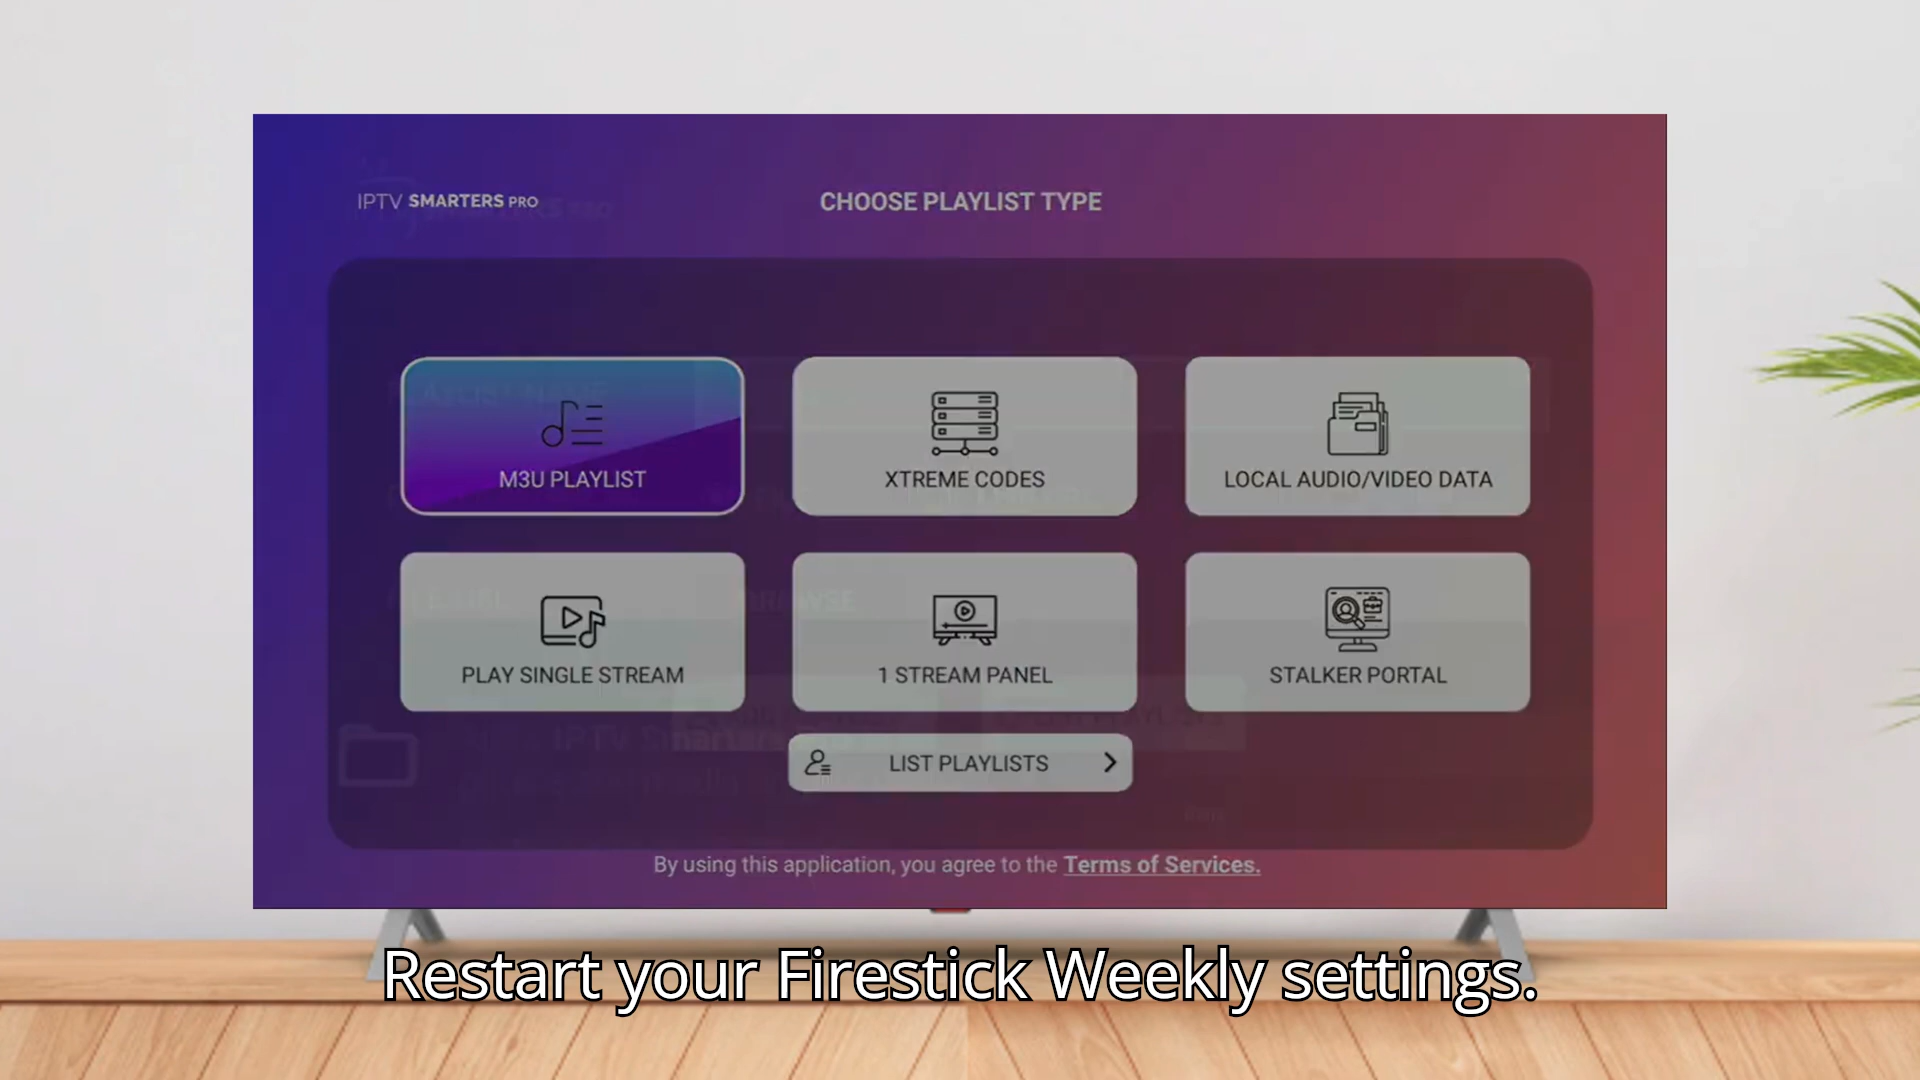 IPTV SMARTERS PRO
CHOOSE PLAYLIST TYPE
M3U PLAYLIST
XTREME CODES
LOCAL AUDIO/VIDEO DATA
PLAY SINGLE STREAM
1 STREAM PANEL
STALKER PORTAL
LIST PLAYLISTS
By using this application, you agree to the Terms of Services.
Restart your Firestick Weekly settings.